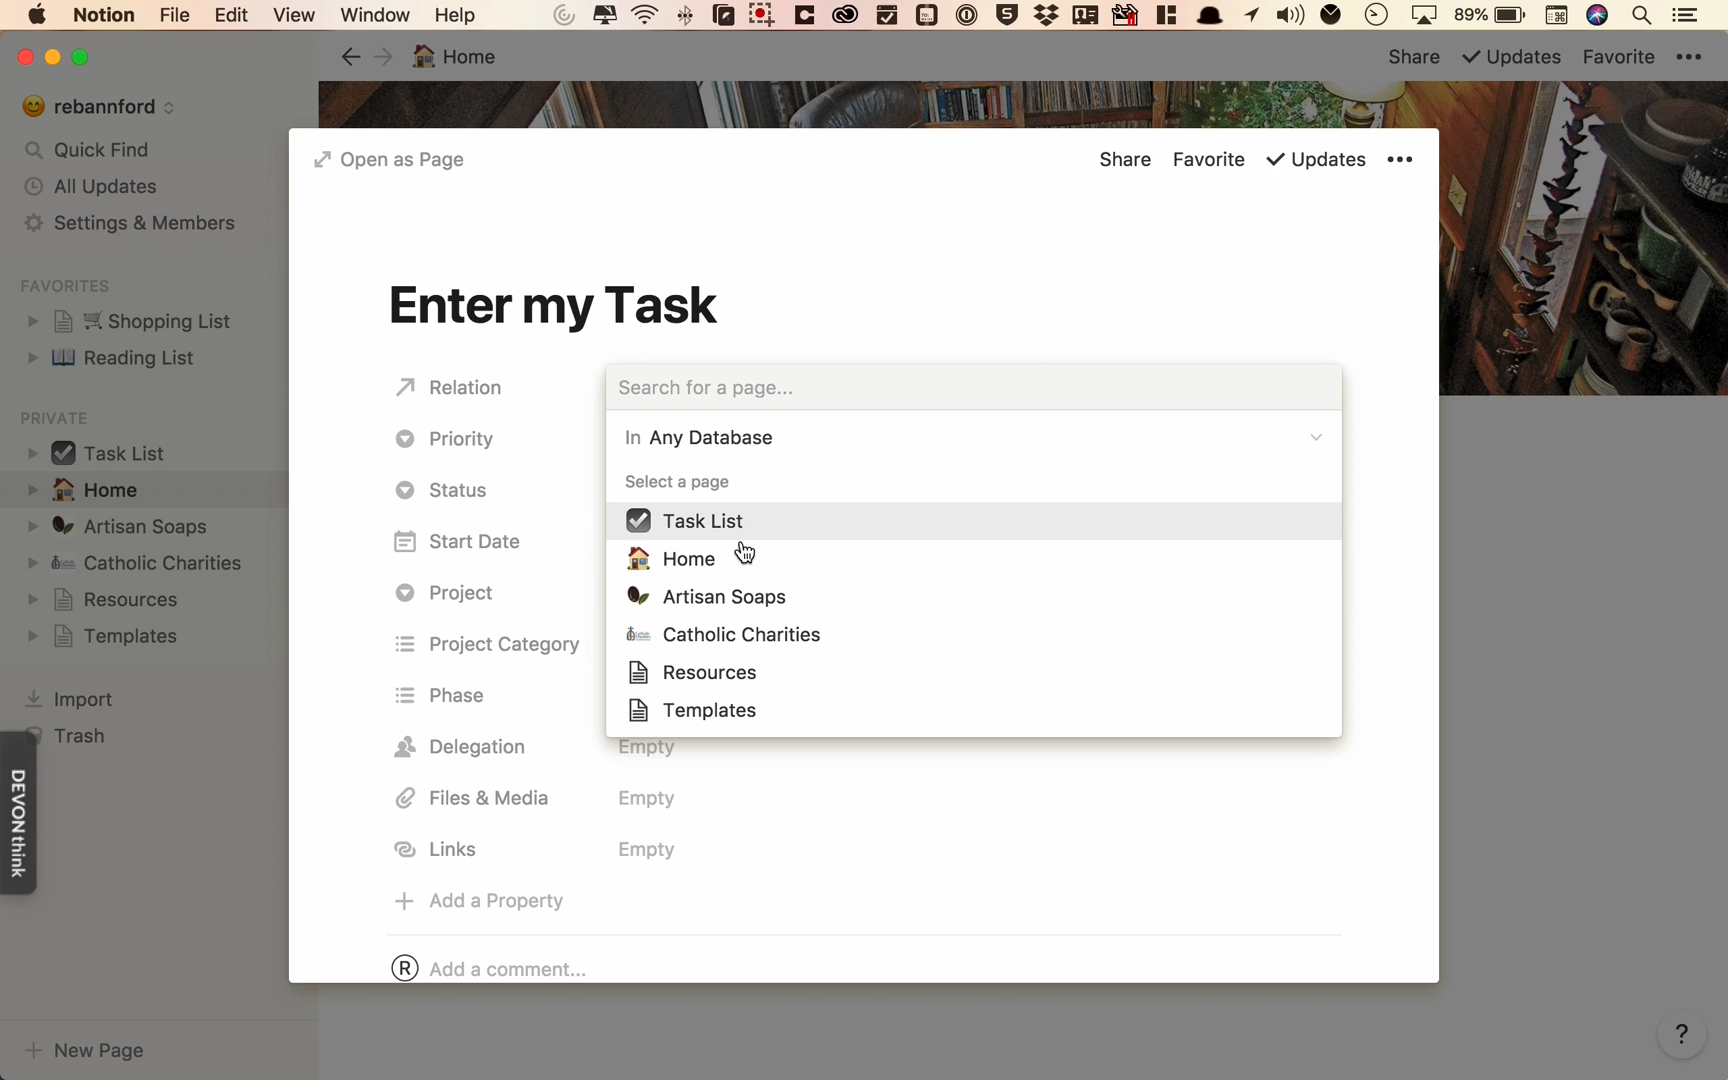 Notion File Edit View Window Help 89%
Home Share Updates Favorite
rebannford
Quick Find
All Updates
Settings & Members
FAVORITES
Shopping List
Reading List
PRIVATE
Task List
Home
Artisan Soaps
Catholic Charities
Resources
Templates
Import
Trash
DEVONthink
New Page
Open as Page Share Favorite Updates
Enter my Task
Relation Search for a page...
Priority In Any Database
Select a page
Status Task List
Start Date Home
Project Artisan Soaps
Project Category Catholic Charities
Phase Resources
Templates
Delegation Empty
Files & Media Empty
Links Empty
Add a Property
R Add a comment...
?